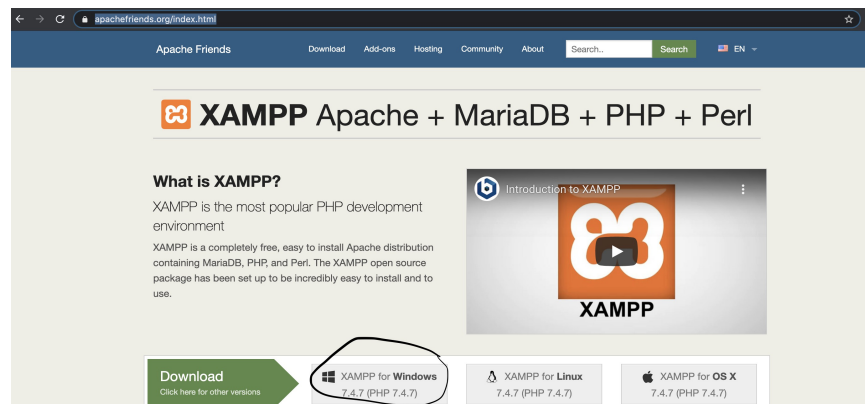 apachefriends.org/index.html
Apache Friends Download Add-ons Hosting Community About Search.. Search EN
XAMPP Apache + MariaDB + PHP + Perl
What is XAMPP?
XAMPP is the most popular PHP development
environment
XAMPP is a completely free, easy to install Apache distribution
containing MariaDB, PHP, and Perl. The XAMPP open source
package has been set up to be incredibly easy to install and to
use.
Introduction to XAMPP
XAMPP
Download
Click here for other versions
XAMPP for Windows
7.4.7 (PHP 7.4.7)
XAMPP for Linux
7.4.7 (PHP 7.4.7)
XAMPP for OS X
7.4.7 (PHP 7.4.7)